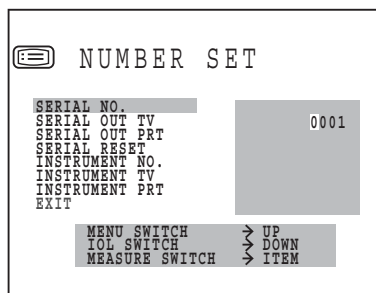 NUMBER SET
SERIAL NO.
SERIAL OUT TV
SERIAL OUT PRT
SERIAL RESET
INSTRUMENT NO.
INSTRUMENT TV
INSTRUMENT PRT
EXIT
0001
MENU SWITCH → UP
IOL SWITCH → DOWN
MEASURE SWITCH → ITEM